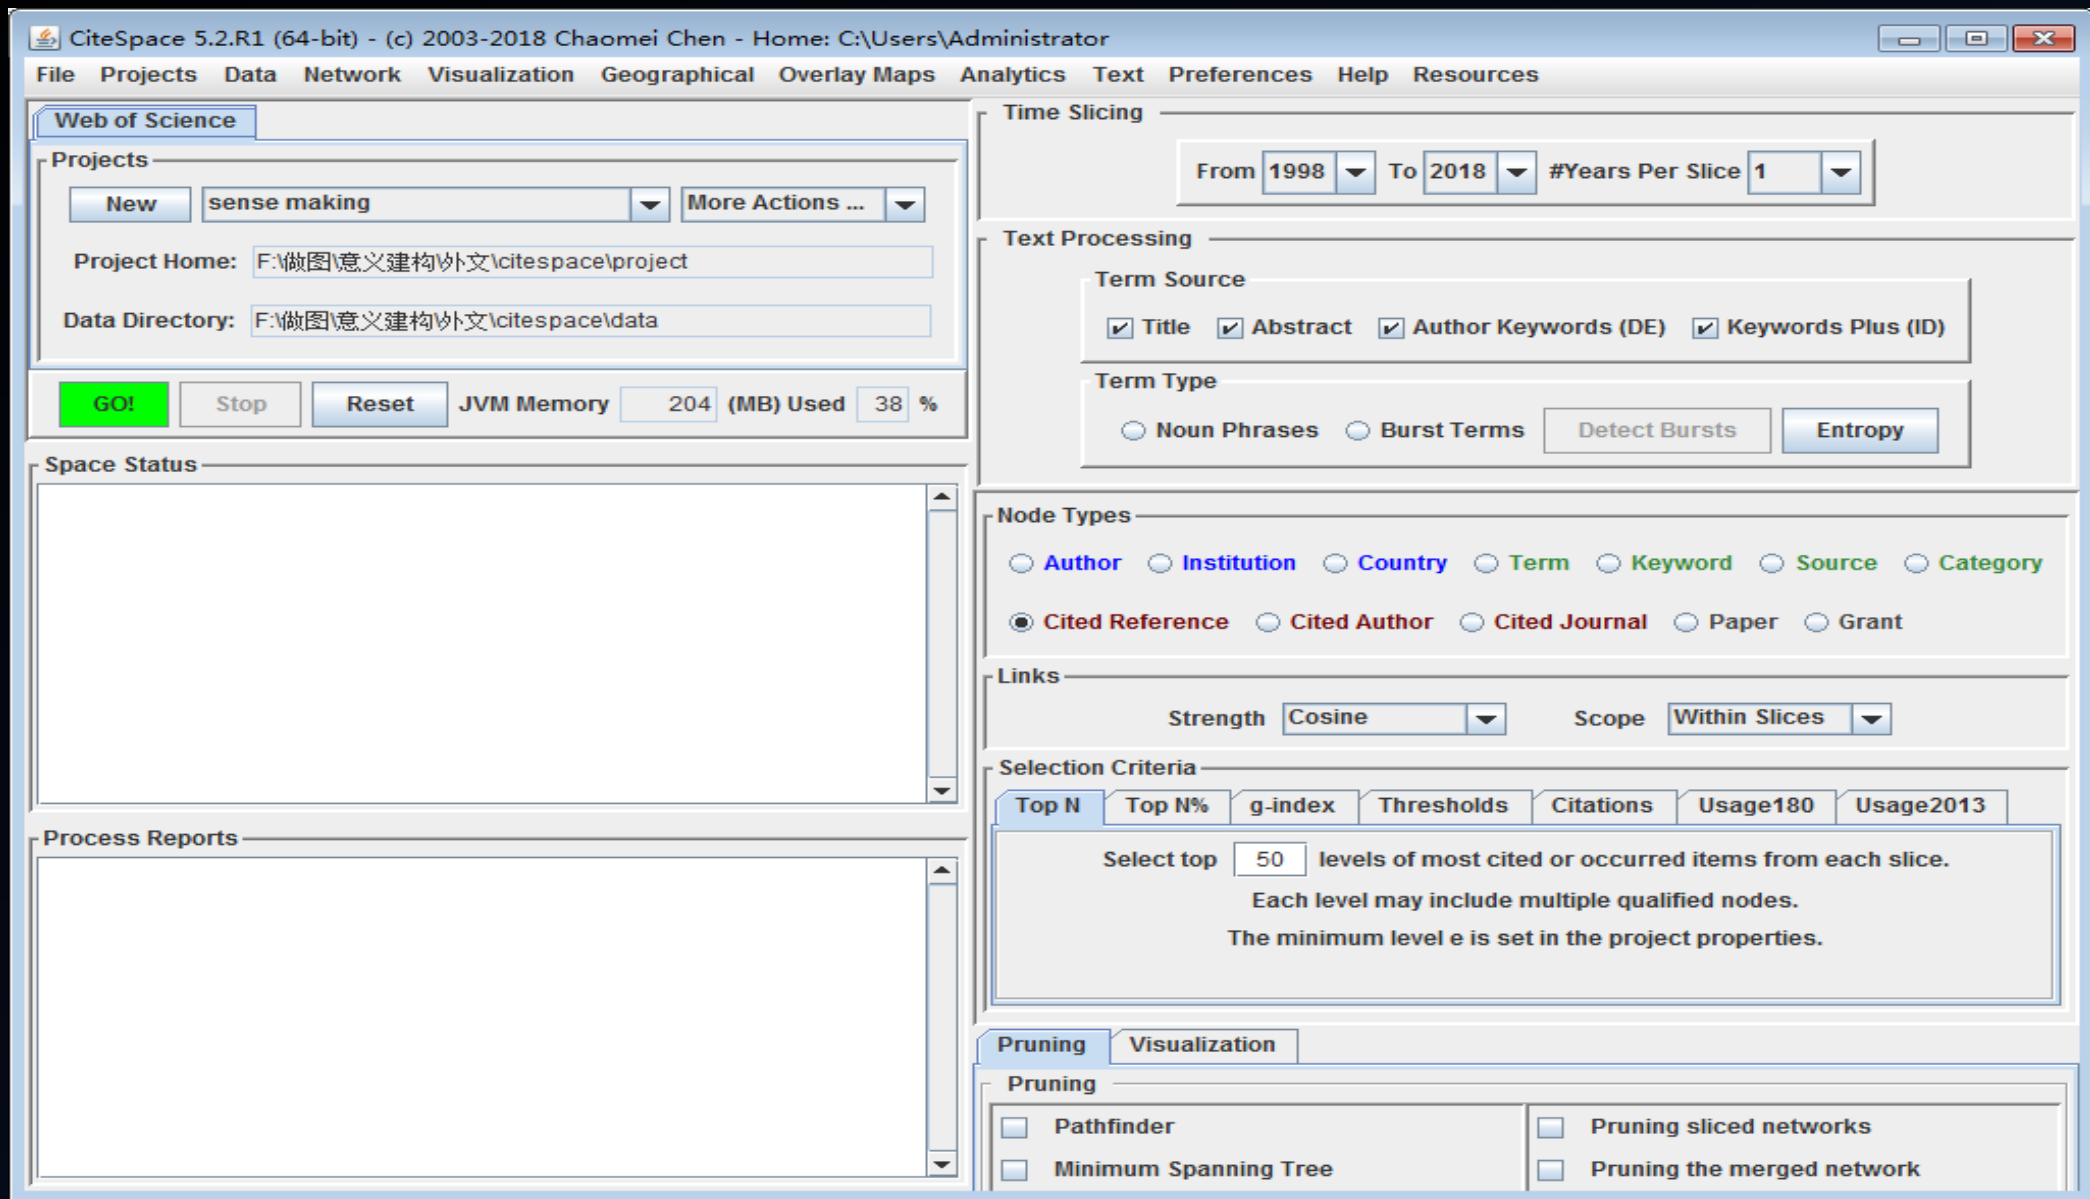 CiteSpace 5.2.R1 (64-bit) - (c) 2003-2018 Chaomei Chen - Home: C:\Users\Administrator
File Projects Data Network Visualization Geographical Overlay Maps Analytics Text Preferences Help Resources
Web of Science
Projects
New sense making More Actions ...
Project Home: F:\做图\意义建构\外文\citespace\project
Data Directory: F:\做图\意义建构\外文\citespace\data
GO! Stop Reset JVM Memory 204 (MB) Used 38 %
Space Status
Process Reports
Time Slicing
From 1998 To 2018 #Years Per Slice 1
Text Processing
Term Source
Title Abstract Author Keywords (DE) Keywords Plus (ID)
Term Type
Noun Phrases Burst Terms Detect Bursts Entropy
Node Types
Author Institution Country Term Keyword Source Category
Cited Reference Cited Author Cited Journal Paper Grant
Links
Strength Cosine Scope Within Slices
Selection Criteria
Top N Top N% g-index Thresholds Citations Usage180 Usage2013
Select top 50 levels of most cited or occurred items from each slice.
Each level may include multiple qualified nodes.
The minimum level e is set in the project properties.
Pruning Visualization
Pruning
Pathfinder Pruning sliced networks
Minimum Spanning Tree Pruning the merged network